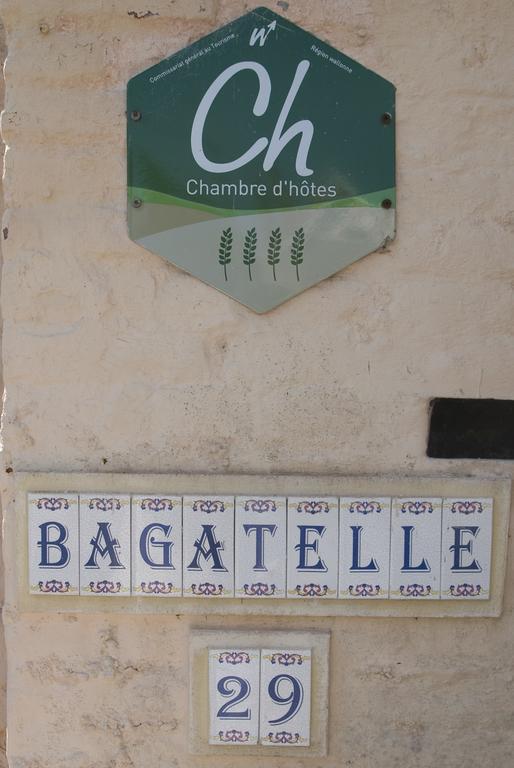 W
Commissariat général au Tourisme Région wallonne
Ch
Chambre d'hôtes
BAGATELLE
29